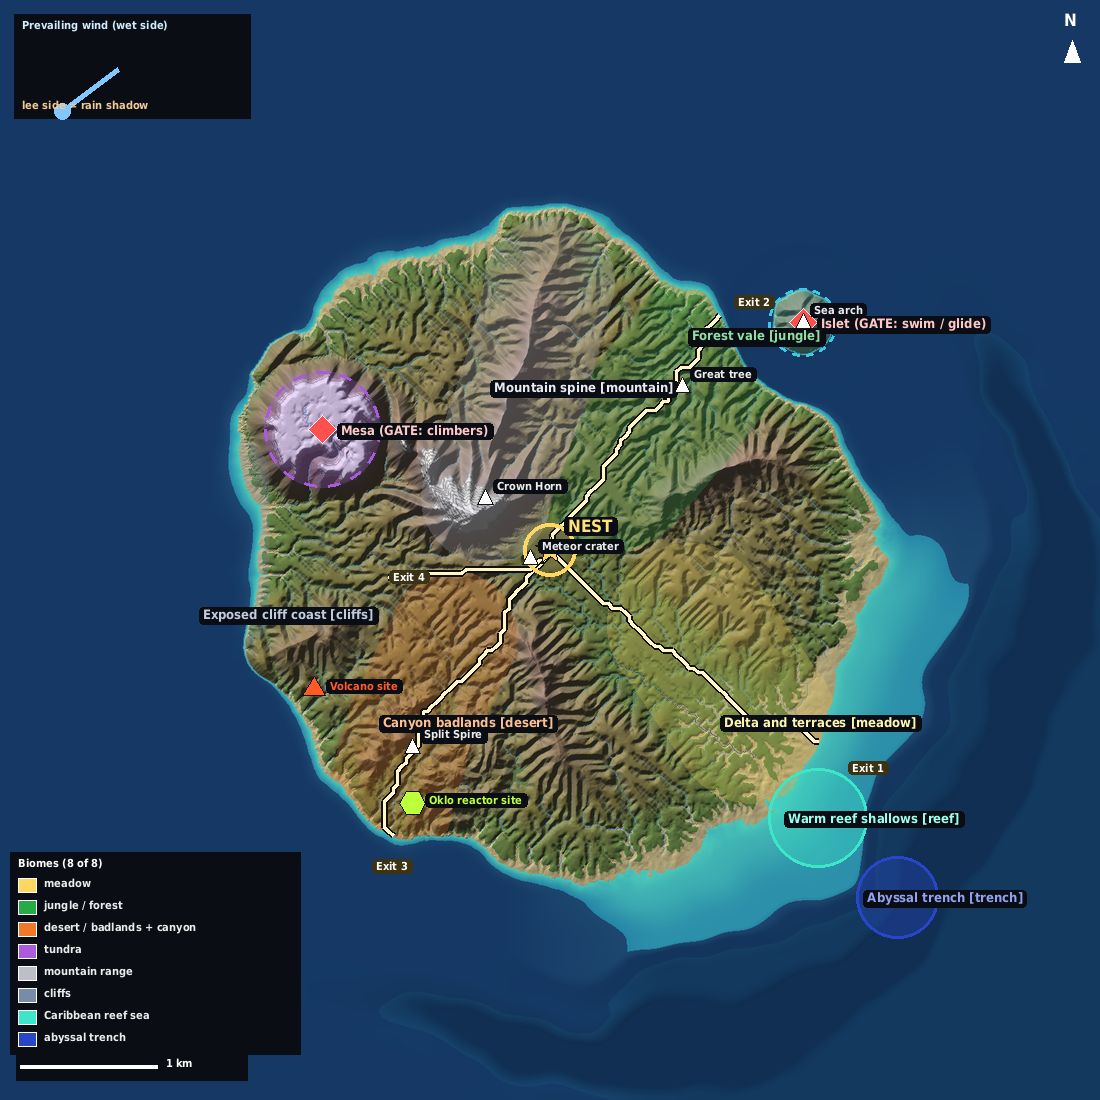 Prevailing wind (wet side)
lee side = rain shadow
N
Exit 2
Sea arch
Islet (GATE: swim / glide)
Forest vale [jungle]
Great tree
Mountain spine [mountain]
Mesa (GATE: climbers)
Crown Horn
NEST
Meteor crater
Exit 4
Exposed cliff coast [cliffs]
Volcano site
Canyon badlands [desert]
Split Spire
Delta and terraces [meadow]
Exit 1
Oklo reactor site
Warm reef shallows [reef]
Exit 3
Abyssal trench [trench]
Biomes (8 of 8)
meadow
jungle / forest
desert / badlands + canyon
tundra
mountain range
cliffs
Caribbean reef sea
abyssal trench
1 km